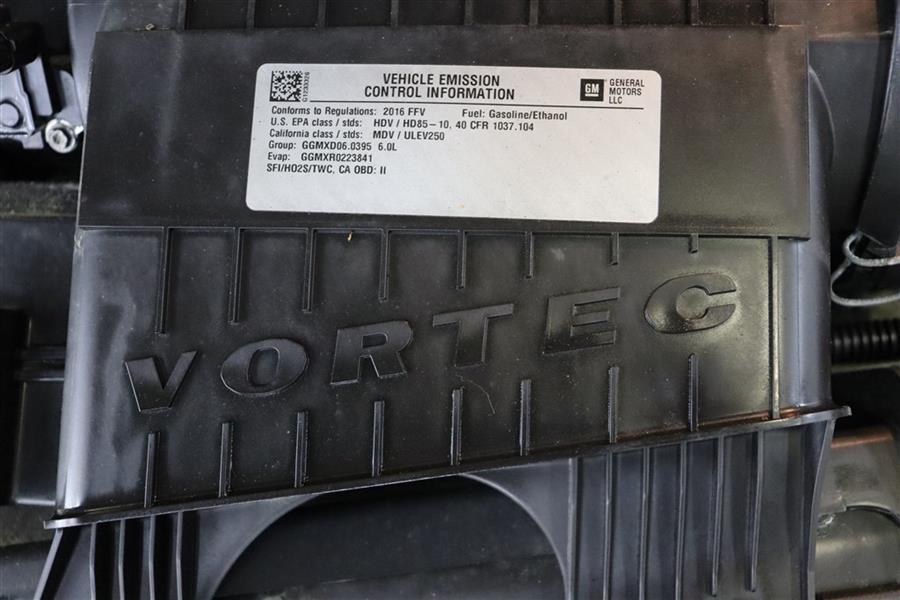 VEHICLE EMISSION
CONTROL INFORMATION
GM
GENERAL
MOTORS
LLC
Conforms to Regulations: 2016 FFV Fuel: Gasoline/Ethanol
U.S. EPA class / stds: HDV / HD85-10, 40 CFR 1037.104
California class / stds: MDV / ULEV250
Group: GGMXD06.0395 6.0L
Evap: GGMXR0223841
SFI/HO2S/TWC, CA OBD: II
VORTEC